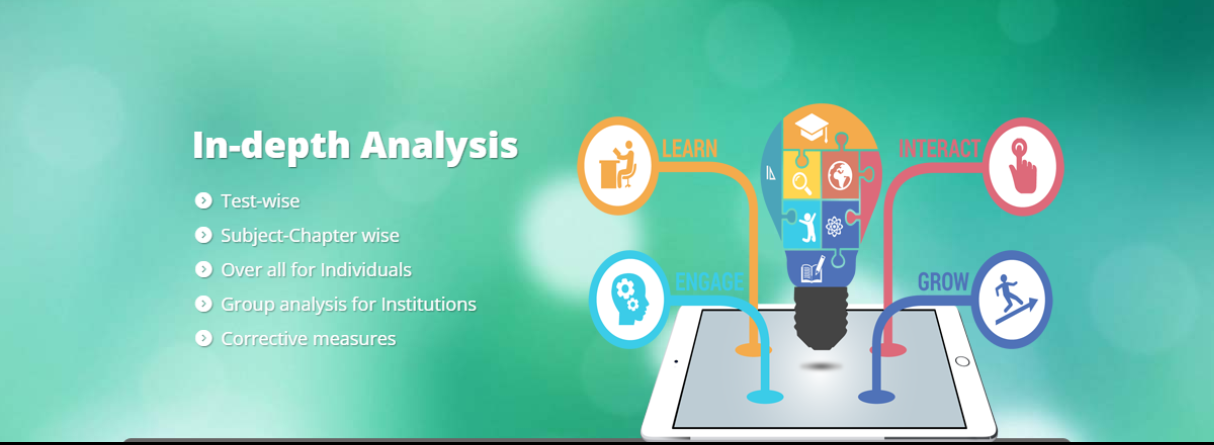 In-depth Analysis
Test-wise
Subject-Chapter wise
Over all for Individuals
Group analysis for Institutions
Corrective measures
LEARN
INTERACT
ENGAGE
GROW